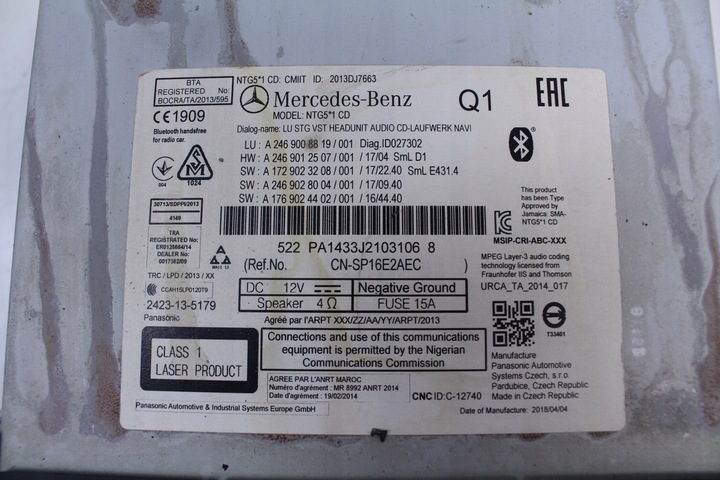 BTA
REGISTERED No:
BOCRA/TA/2013/595
NTG5*1 CD: CMIIT ID: 2013DJ7663
Mercedes-Benz
Q1
EAC
MODEL: NTG5*1 CD
CE1909
Bluetooth handsfree
for radio card.
Dialog-name: LU STG VST HEADUNIT AUDIO CD-LAUFWERK NAVI
LU : A 246 900 88 19 / 001 Diag.ID027302
HW : A 246 901 25 07 / 001 / 17/04 SmL D1
SW : A 172 902 32 08 / 001 / 17/22.40 SmL E431.4
SW : A 246 902 80 04 / 001 / 17/09.40
SW : A 176 902 44 02 / 001 / 16/44.40
004
1024
30713/SDPPI/2013
4149
TRA
REGISTERED No:
ER0128664/14
DEALER No:
0017382/09
TRC / LPD / 2013 / XX
CCAH15LP0120T9
2423-13-5179
Panasonic
522 PA1433J2103106 8
(Ref.No. CN-SP16E2AEC )
DC 12V Negative Ground
Speaker 4 Ω FUSE 15A
Agréé par l'ARPT XXX/ZZ/AA/YY/ARPT/2013
This product
has been Type
Approved by
Jamaica: SMA-
NTG5*1 CD
MSIP-CRI-ABC-XXX
MPEG Layer-3 audio coding
technology licensed from
Fraunhofer IIS and Thomson
URCA_TA_2014_017
T33401
CLASS 1
LASER PRODUCT
Connections and use of this communications
equipment is permitted by the Nigerian
Communications Commission
AGREE PAR L'ANRT MAROC
Numéro d'agrément : MR 8992 ANRT 2014
Date d'agrément : 19/02/2014
CNC ID:C-12740
Manufacture
Panasonic Automotive
Systems Czech, s.r.o.
Pardubice, Czech Republic
Made in Czech Republic
Date of Manufacture: 2018/04/04
Panasonic Automotive & Industrial Systems Europe GmbH